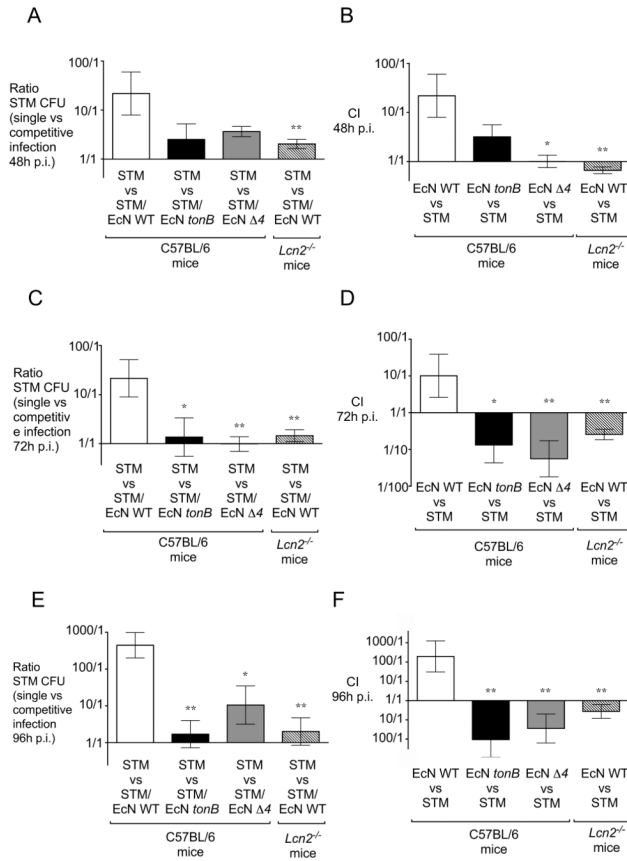 A
Ratio
STM CFU
(single vs
competitive
infection
48h p.i.)
100/1
10/1
1/1
**
STM
vs
STM/
EcN WT
STM
vs
STM/
EcN tonB
STM
vs
STM/
EcN Δ4
STM
vs
STM/
EcN WT
C57BL/6
mice
Lcn2-/-
mice
B
CI
48h p.i.
100/1
10/1
1/1
*
**
EcN WT
vs
STM
EcN tonB
vs
STM
EcN Δ4
vs
STM
EcN WT
vs
STM
C57BL/6
mice
Lcn2-/-
mice
C
Ratio
STM CFU
(single vs
competitiv
e infection
72h p.i.)
100/1
10/1
1/1
*
**
**
STM
vs
STM/
EcN WT
STM
vs
STM/
EcN tonB
STM
vs
STM/
EcN Δ4
STM
vs
STM/
EcN WT
C57BL/6
mice
Lcn2-/-
mice
D
CI
72h p.i.
100/1
10/1
1/1
1/10
1/100
*
**
**
EcN WT
vs
STM
EcN tonB
vs
STM
EcN Δ4
vs
STM
EcN WT
vs
STM
C57BL/6
mice
Lcn2-/-
mice
E
Ratio
STM CFU
(single vs
competitive
infection
96h p.i.)
1000/1
100/1
10/1
1/1
**
*
**
STM
vs
STM/
EcN WT
STM
vs
STM/
EcN tonB
STM
vs
STM/
EcN Δ4
STM
vs
STM/
EcN WT
C57BL/6
mice
Lcn2-/-
mice
F
CI
96h p.i.
1000/1
100/1
10/1
1/1
10/1
100/1
**
**
**
EcN WT
vs
STM
EcN tonB
vs
STM
EcN Δ4
vs
STM
EcN WT
vs
STM
C57BL/6
mice
Lcn2-/-
mice